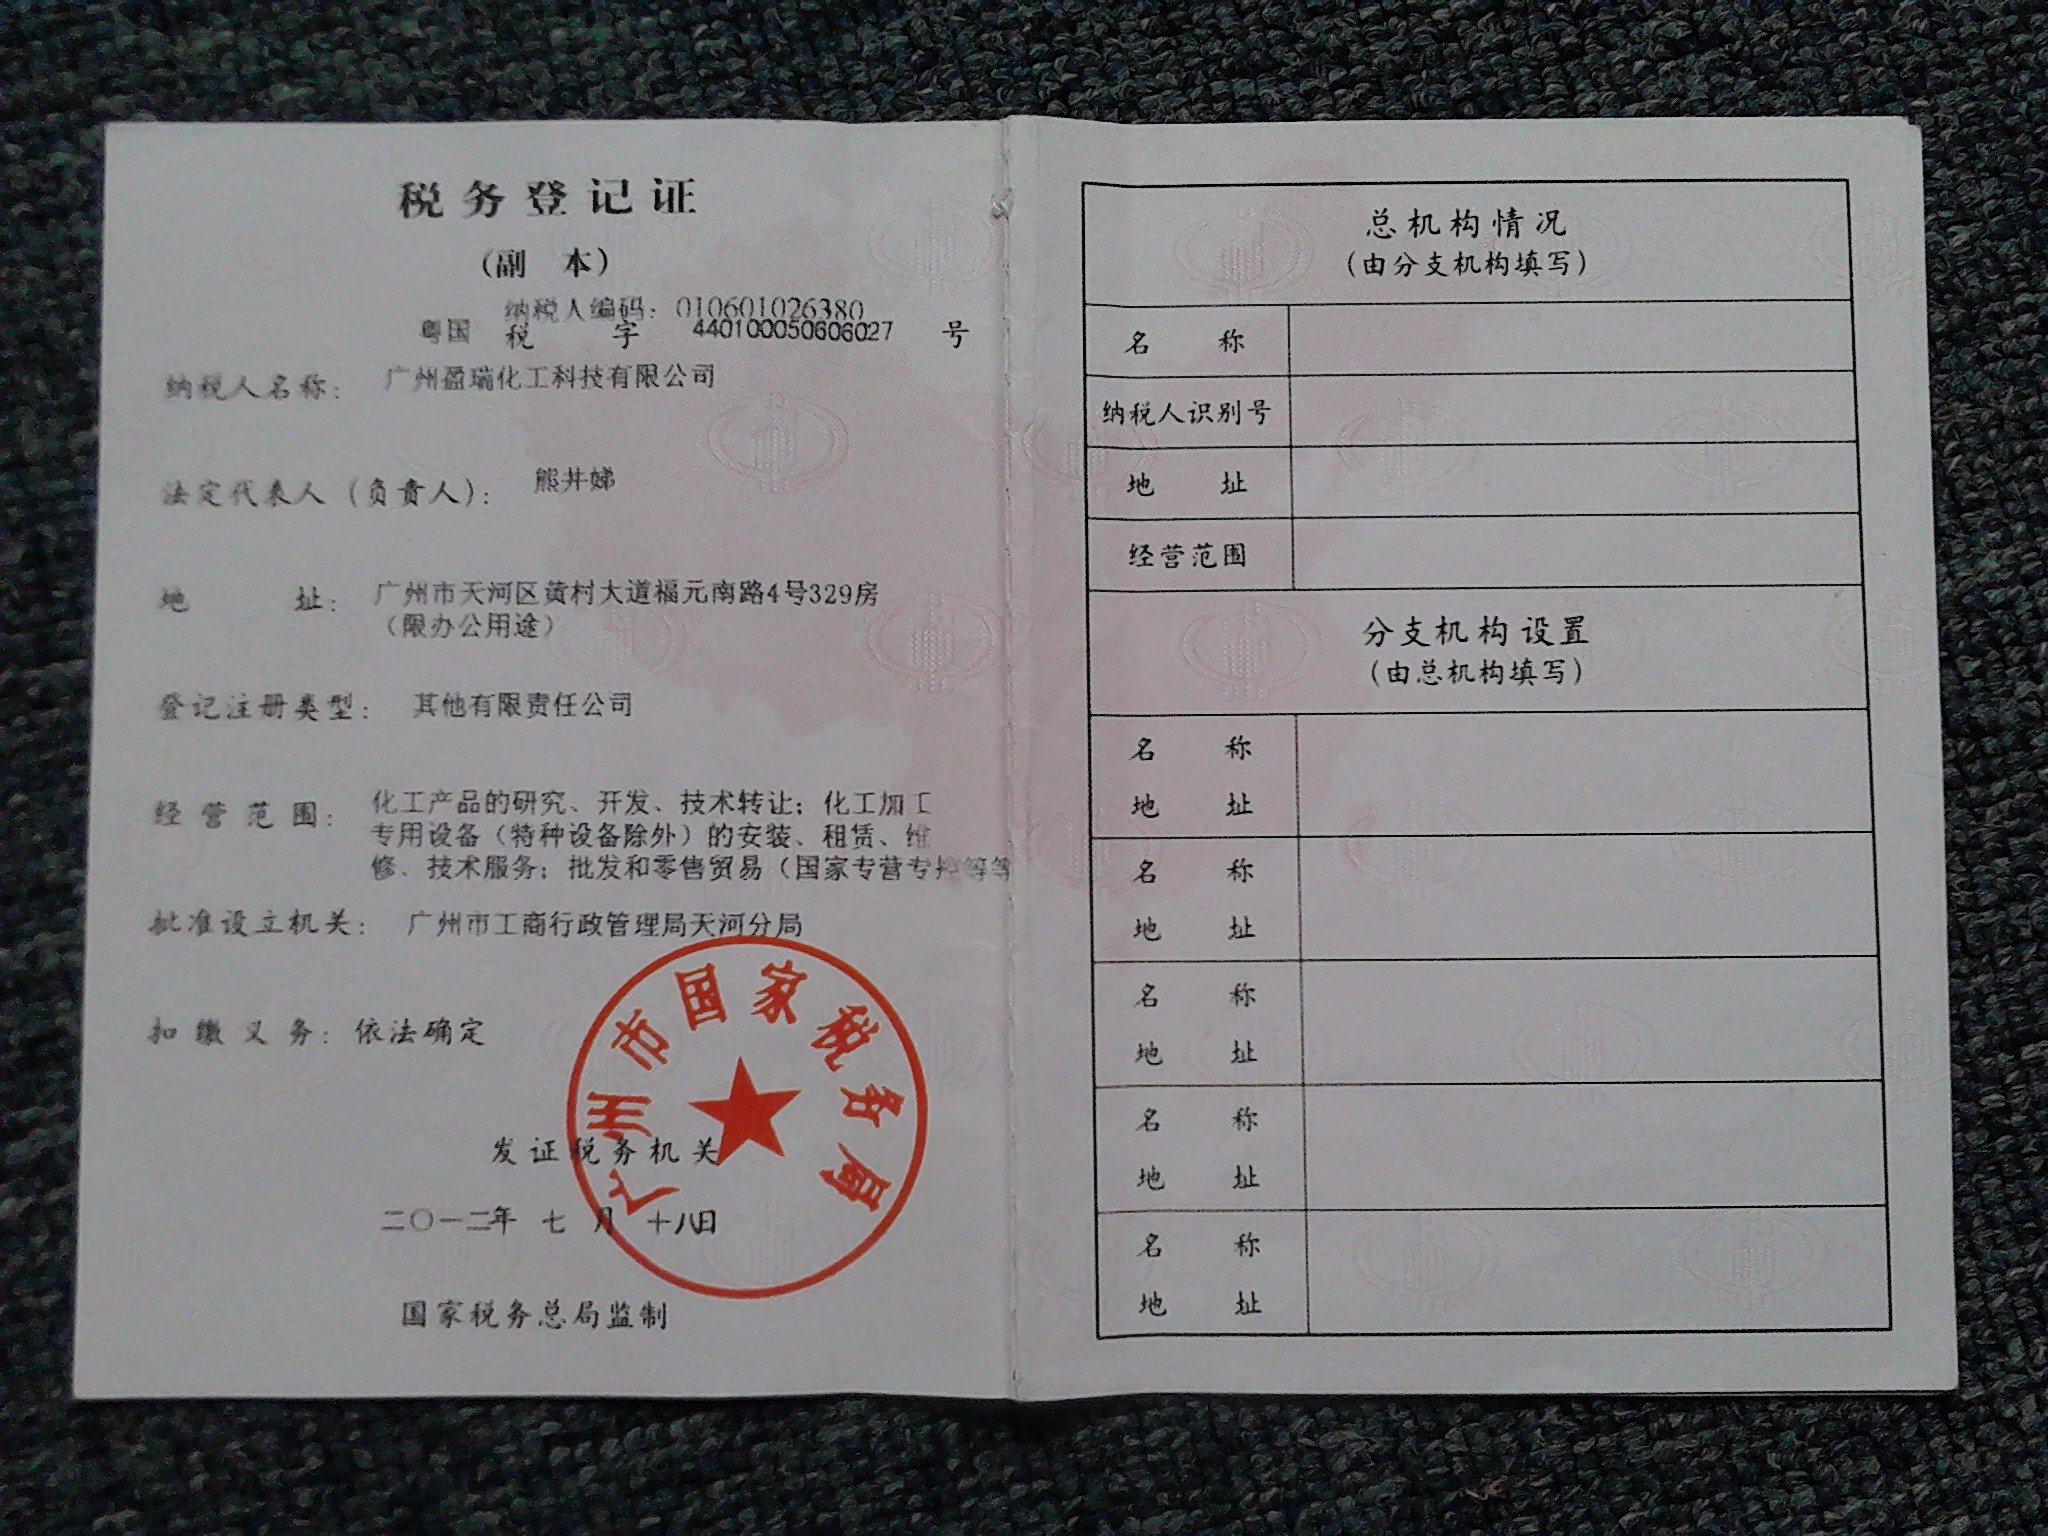 税务登记证
(副 本)
纳税人编码：010601026380
粤国 税 字 440100050606027 号
纳税人名称： 广州盈瑞化工科技有限公司
法定代表人（负责人）： 熊井娣
地 址： 广州市天河区黄村大道福元南路4号329房
（限办公用途）
登记注册类型： 其他有限责任公司
经营范围： 化工产品的研究、开发、技术转让；化工加工
专用设备（特种设备除外）的安装、租赁、维
修、技术服务；批发和零售贸易（国家专营专控等等
批准设立机关： 广州市工商行政管理局天河分局
扣缴义务：依法确定
广州市国家税务局
发证税务机关
二〇一二年 七 月 十八日
国家税务总局监制
总机构情况
（由分支机构填写）
名 称
纳税人识别号
地 址
经营范围
分支机构设置
（由总机构填写）
名 称
地 址
名 称
地 址
名 称
地 址
名 称
地 址
名 称
地 址